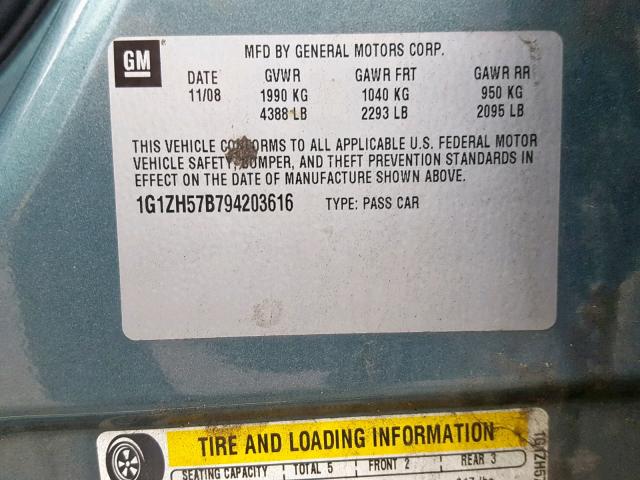 GM
MFD BY GENERAL MOTORS CORP.
DATE GVWR GAWR FRT GAWR RR
11/08 1990 KG 1040 KG 950 KG
4388 LB 2293 LB 2095 LB
THIS VEHICLE CONFORMS TO ALL APPLICABLE U.S. FEDERAL MOTOR
VEHICLE SAFETY, BUMPER, AND THEFT PREVENTION STANDARDS IN
EFFECT ON THE DATE OF MANUFACTURE SHOWN ABOVE.
1G1ZH57B794203616 TYPE: PASS CAR
TIRE AND LOADING INFORMATION
SEATING CAPACITY TOTAL 5 FRONT 2 REAR 3
1G1ZH5